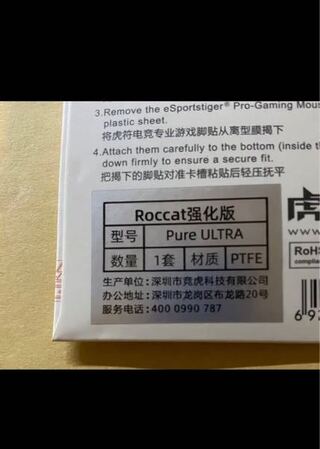 3.Remove the eSportstiger® Pro-Gaming Mous
plastic sheet.
将虎符电竞专业游戏脚贴从离型膜揭下
4.Attach them carefully to the bottom (inside th
down firmly to ensure a secure fit.
把揭下的脚贴对准卡槽粘贴后轻压抚平
虎
www.
RoHS
complian
Roccat强化版
型号 Pure ULTRA
数量 1套 材质 PTFE
生产单位:深圳市竞虎科技有限公司
办公地址:深圳市龙岗区布龙路20号
服务电话:400 0990 787
6 92